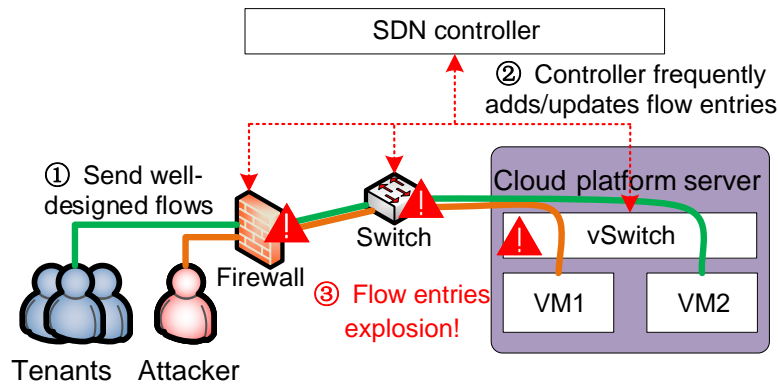 SDN controller
② Controller frequently
adds/updates flow entries
① Send well-
designed flows
Cloud platform server
Switch
vSwitch
Firewall
③ Flow entries
explosion!
VM1
VM2
Tenants
Attacker